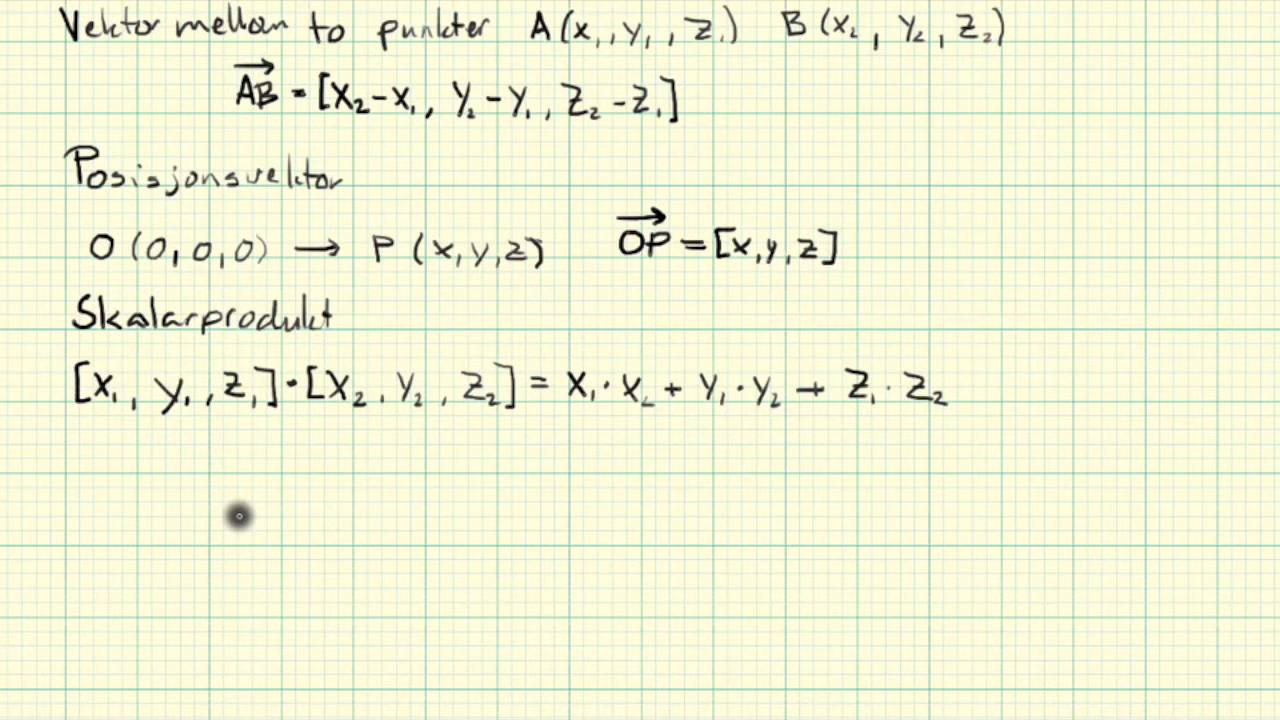 Vektor mellom to punkter A(x₁, y₁, z₁) B(x₂, y₂, z₂)
→AB = [x₂-x₁, y₂-y₁, z₂-z₁]
Posisjonsvektor
O(0,0,0) → P(x,y,z) →OP = [x,y,z]
Skalarprodukt
[x₁, y₁, z₁]·[x₂, y₂, z₂] = x₁·x₂ + y₁·y₂ + z₁·z₂